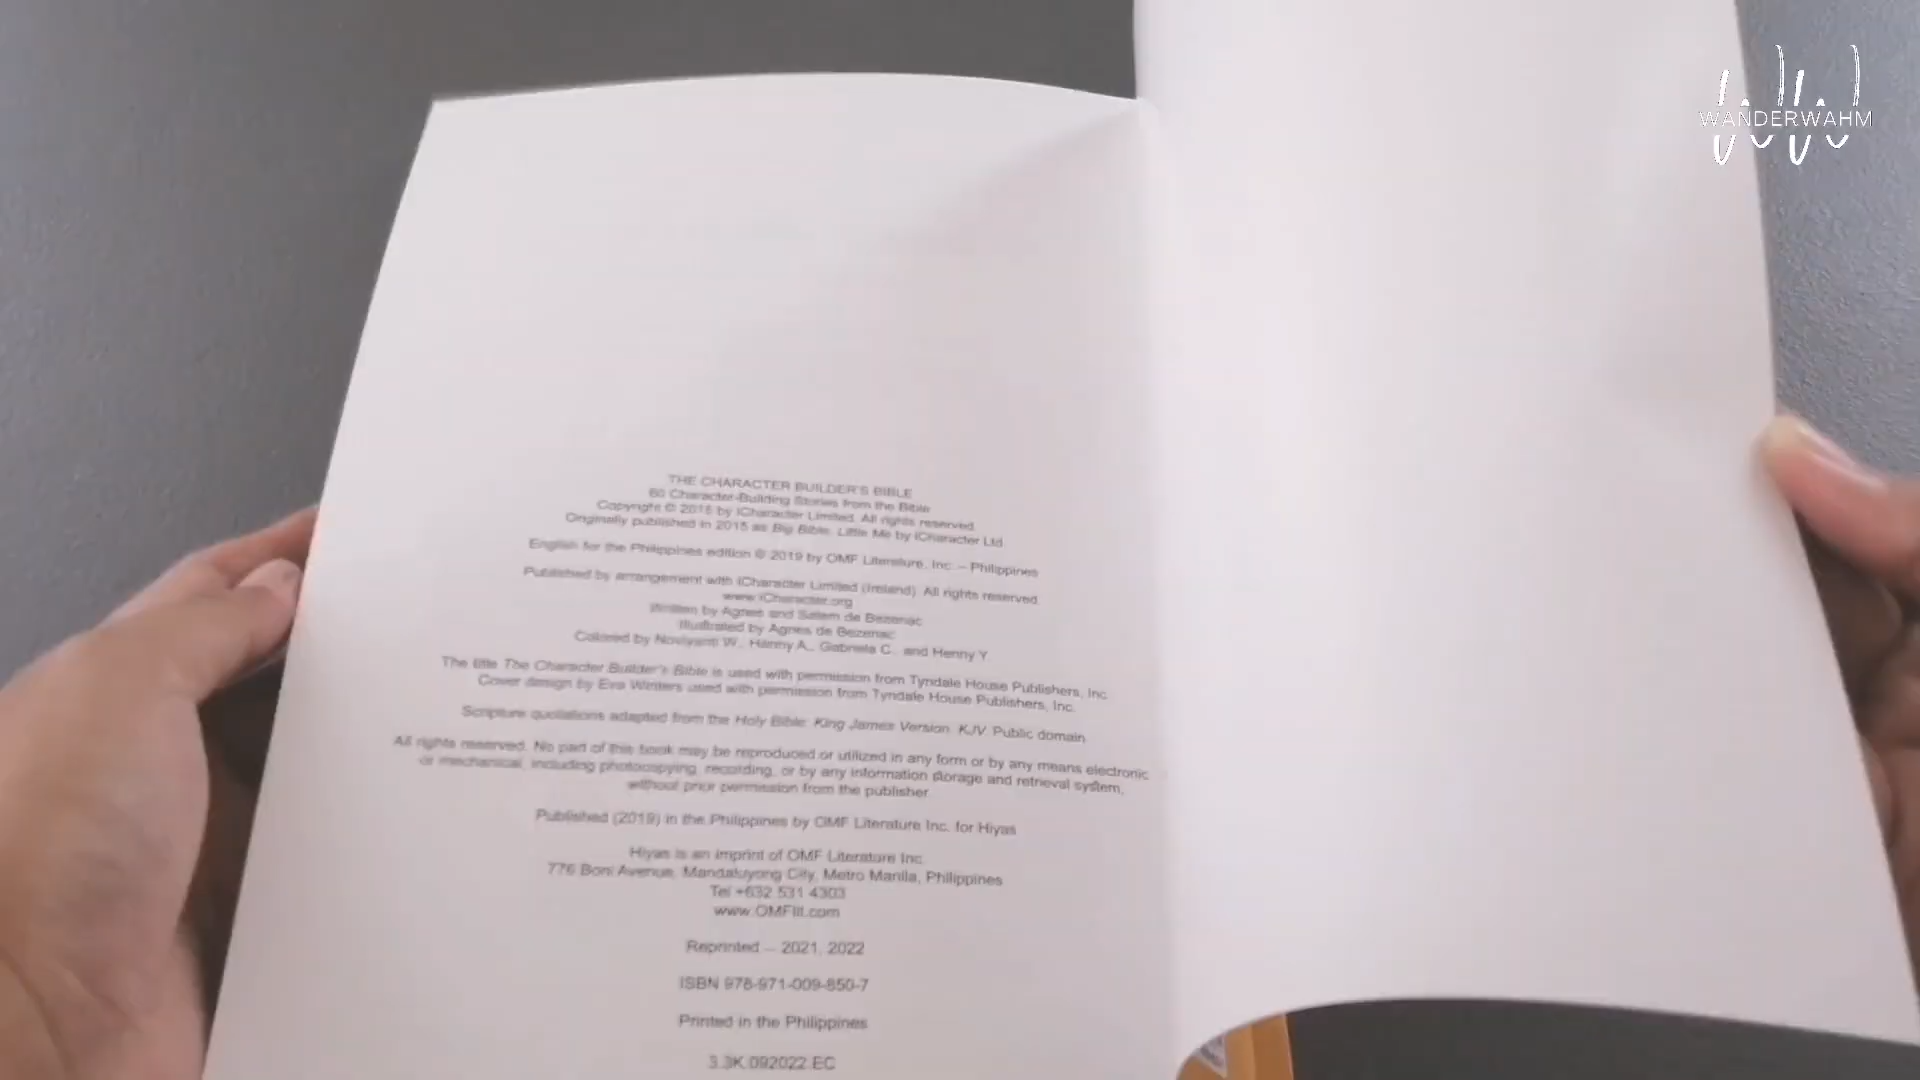 WANDERWAHM
THE CHARACTER BUILDER'S BIBLE
60 Character-Building Stories from the Bible
Copyright © 2015 by iCharacter Limited. All rights reserved.
Originally published in 2015 as Big Bible, Little Me by iCharacter Ltd.
English for the Philippines edition © 2019 by OMF Literature, Inc. – Philippines
Published by arrangement with iCharacter Limited (Ireland). All rights reserved.
www.iCharacter.org
Written by Agnes and Salem de Bezenac
Illustrated by Agnes de Bezenac
Colored by Noviyanti W., Hanny A., Gabriela C., and Henny Y.
The title The Character Builder's Bible is used with permission from Tyndale House Publishers, Inc.
Cover design by Eva Winters used with permission from Tyndale House Publishers, Inc.
Scripture quotations adapted from the Holy Bible: King James Version. KJV. Public domain.
All rights reserved. No part of this book may be reproduced or utilized in any form or by any means electronic
or mechanical, including photocopying, recording, or by any information storage and retrieval system,
without prior permission from the publisher.
Published (2019) in the Philippines by OMF Literature Inc. for Hiyas
Hiyas is an imprint of OMF Literature Inc.
776 Boni Avenue, Mandaluyong City, Metro Manila, Philippines
Tel +632 531 4303
www.OMFlit.com
Reprinted – 2021, 2022
ISBN 978-971-009-850-7
Printed in the Philippines
3.3K 092022 EC